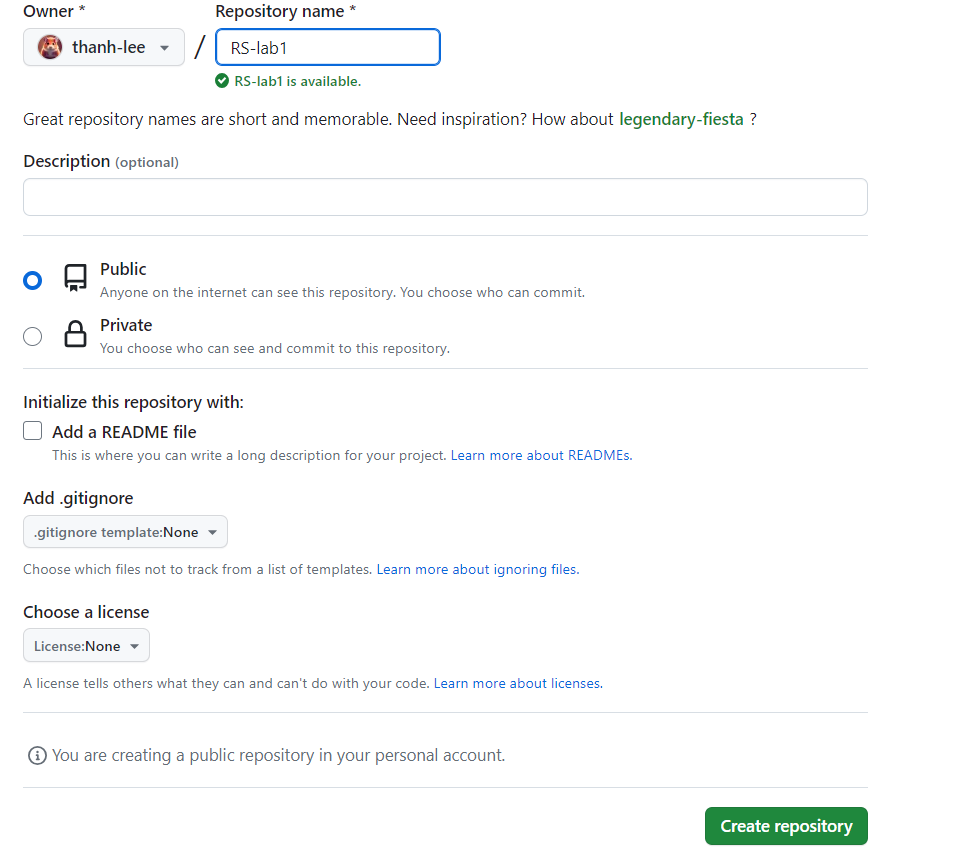 Owner * Repository name *
thanh-lee / RS-lab1
RS-lab1 is available.
Great repository names are short and memorable. Need inspiration? How about legendary-fiesta ?
Description (optional)
Public
Anyone on the internet can see this repository. You choose who can commit.
Private
You choose who can see and commit to this repository.
Initialize this repository with:
Add a README file
This is where you can write a long description for your project. Learn more about READMEs.
Add .gitignore
.gitignore template:None
Choose which files not to track from a list of templates. Learn more about ignoring files.
Choose a license
License:None
A license tells others what they can and can't do with your code. Learn more about licenses.
You are creating a public repository in your personal account.
Create repository